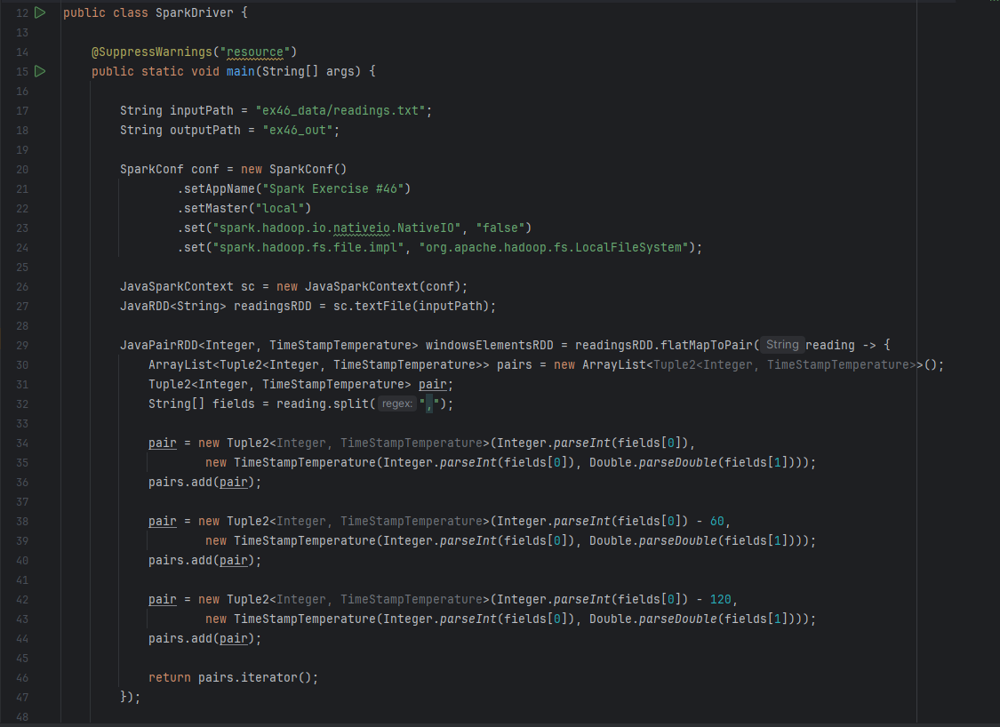 12 public class SparkDriver {
13
14 @SuppressWarnings("resource")
15 public static void main(String[] args) {
16
17 String inputPath = "ex46_data/readings.txt";
18 String outputPath = "ex46_out";
19
20 SparkConf conf = new SparkConf()
21 .setAppName("Spark Exercise #46")
22 .setMaster("local")
23 .set("spark.hadoop.io.nativeio.NativeIO", "false")
24 .set("spark.hadoop.fs.file.impl", "org.apache.hadoop.fs.LocalFileSystem");
25
26 JavaSparkContext sc = new JavaSparkContext(conf);
27 JavaRDD<String> readingsRDD = sc.textFile(inputPath);
28
29 JavaPairRDD<Integer, TimeStampTemperature> windowsElementsRDD = readingsRDD.flatMapToPair( String reading -> {
30 ArrayList<Tuple2<Integer, TimeStampTemperature>> pairs = new ArrayList<Tuple2<Integer, TimeStampTemperature>>();
31 Tuple2<Integer, TimeStampTemperature> pair;
32 String[] fields = reading.split( regex: ",");
33
34 pair = new Tuple2<Integer, TimeStampTemperature>(Integer.parseInt(fields[0]),
35 new TimeStampTemperature(Integer.parseInt(fields[0]), Double.parseDouble(fields[1])));
36 pairs.add(pair);
37
38 pair = new Tuple2<Integer, TimeStampTemperature>(Integer.parseInt(fields[0]) - 60,
39 new TimeStampTemperature(Integer.parseInt(fields[0]), Double.parseDouble(fields[1])));
40 pairs.add(pair);
41
42 pair = new Tuple2<Integer, TimeStampTemperature>(Integer.parseInt(fields[0]) - 120,
43 new TimeStampTemperature(Integer.parseInt(fields[0]), Double.parseDouble(fields[1])));
44 pairs.add(pair);
45
46 return pairs.iterator();
47 });
48